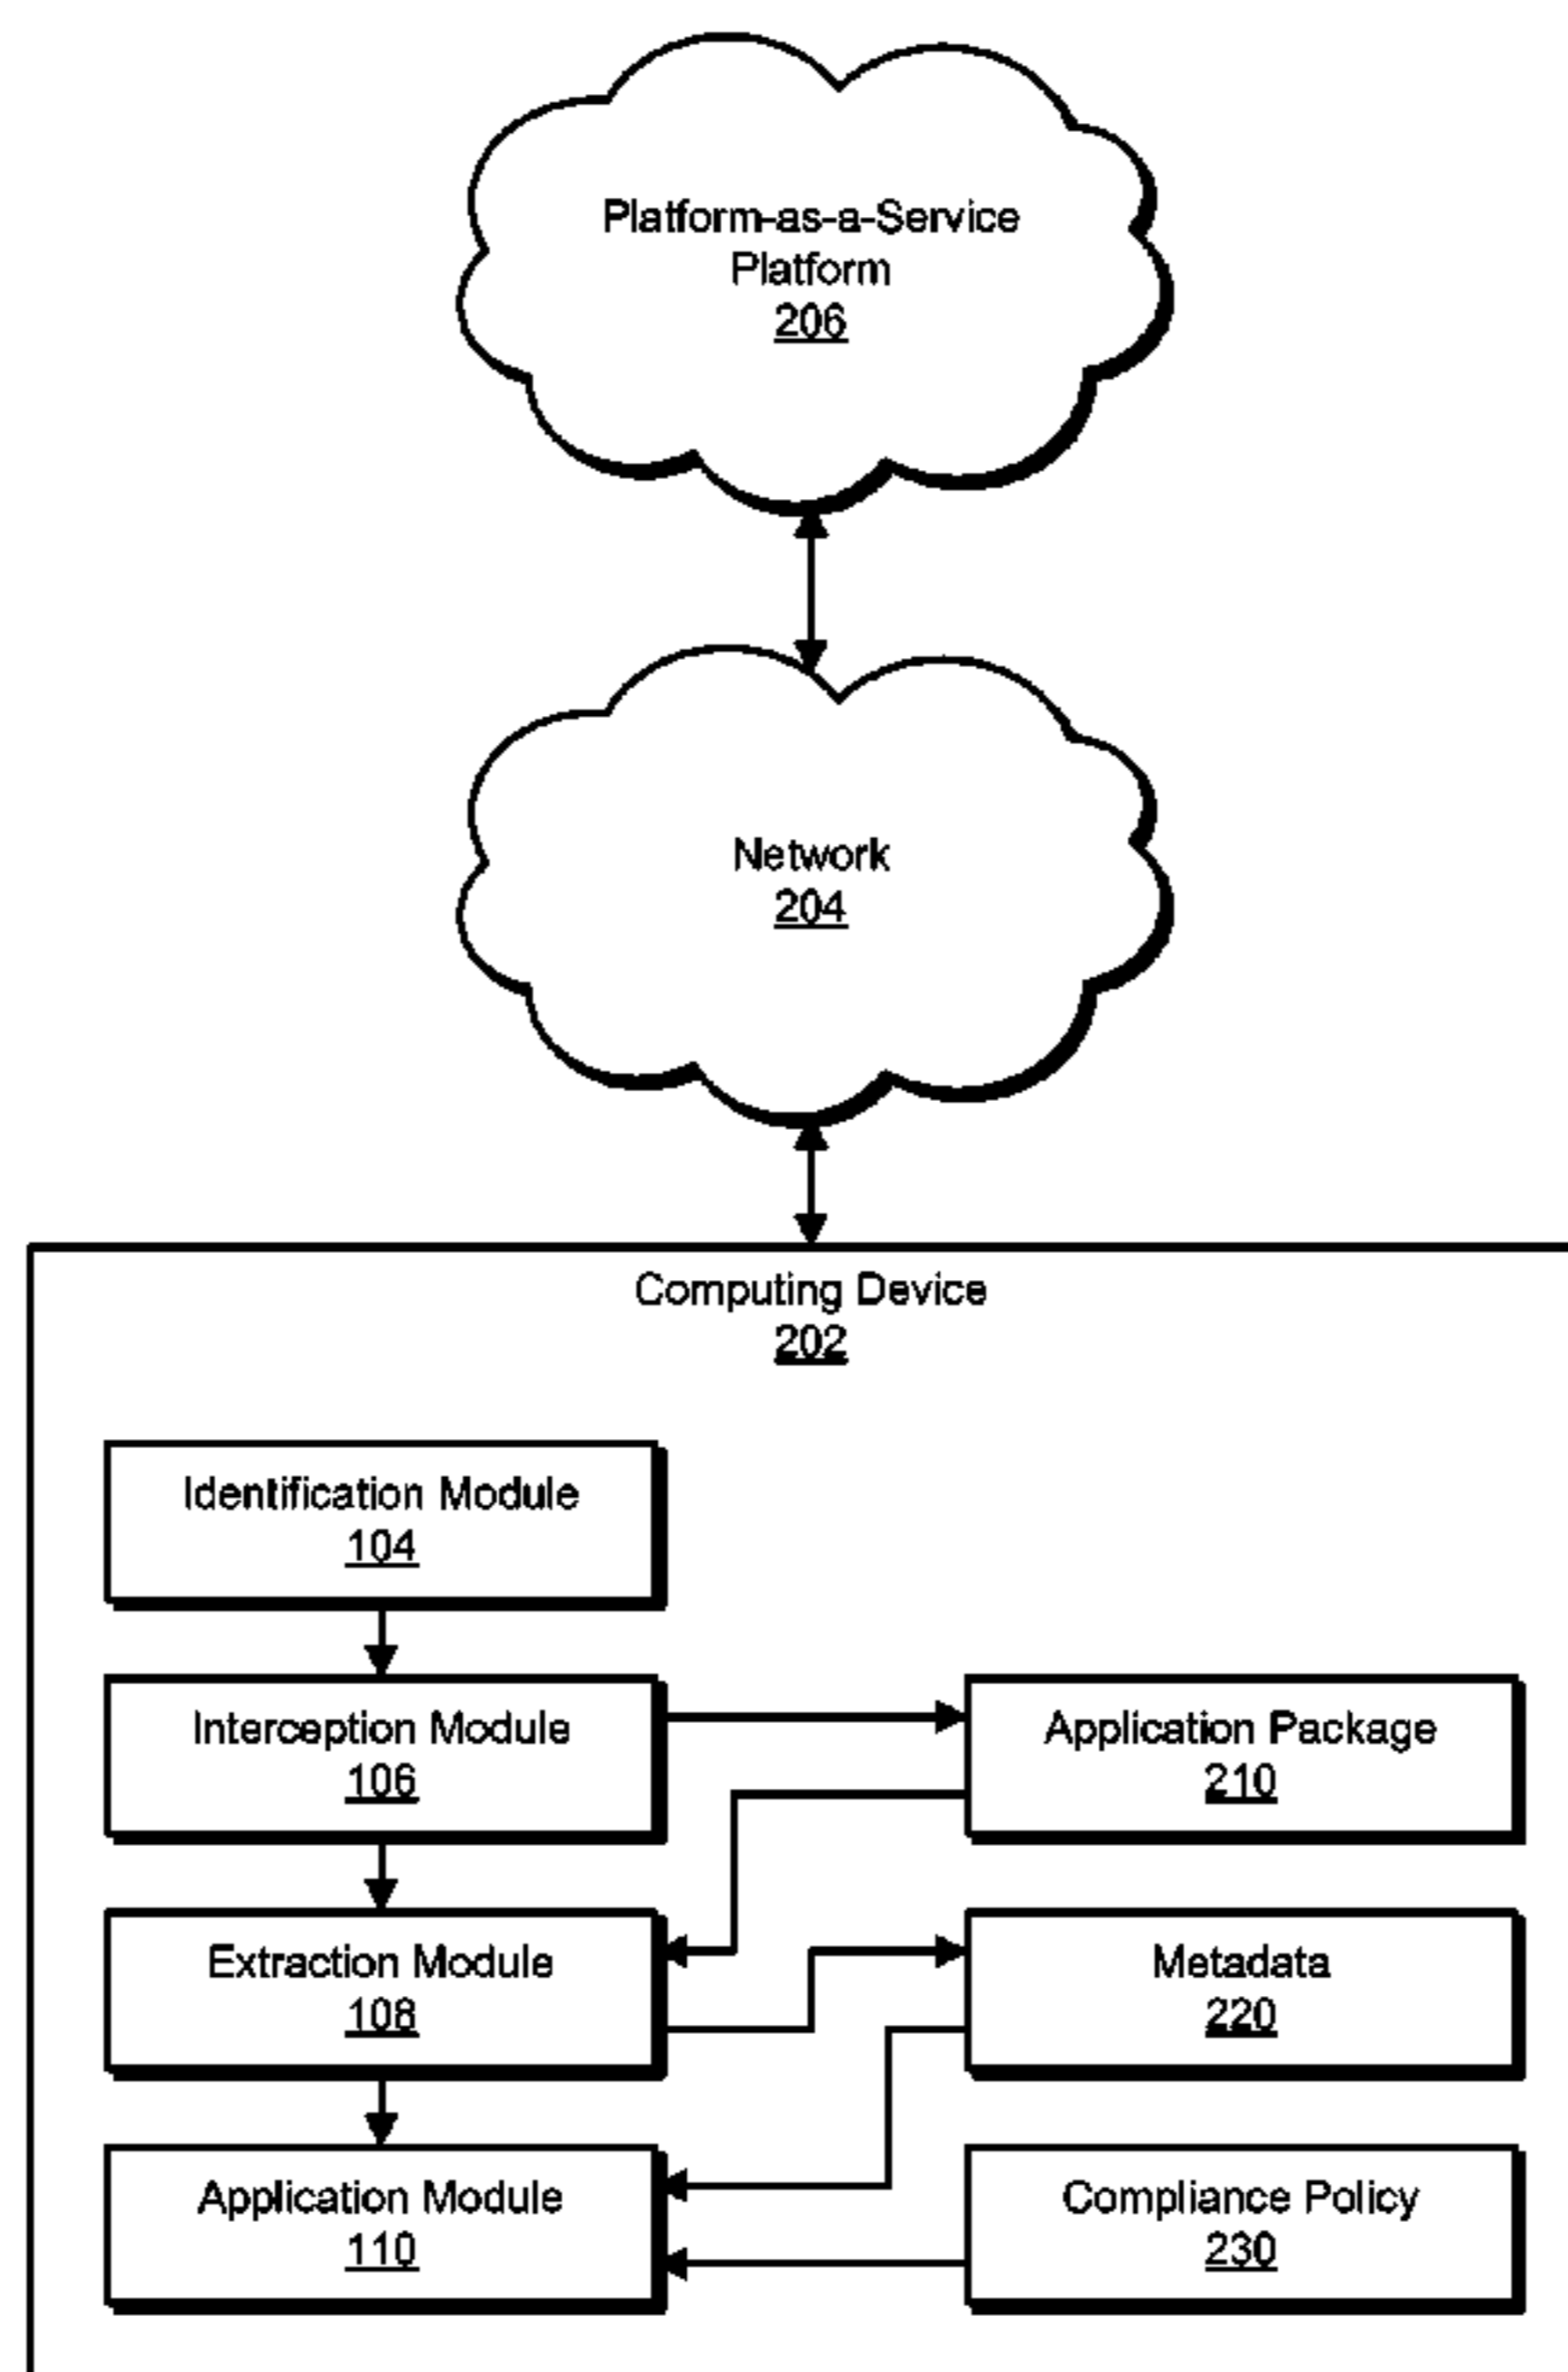 Platform-as-a-Service
Platform
206
Network
204
Computing Device
202
Identification Module
104
Interception Module
106
Application Package
210
Extraction Module
108
Metadata
220
Application Module
110
Compliance Policy
230